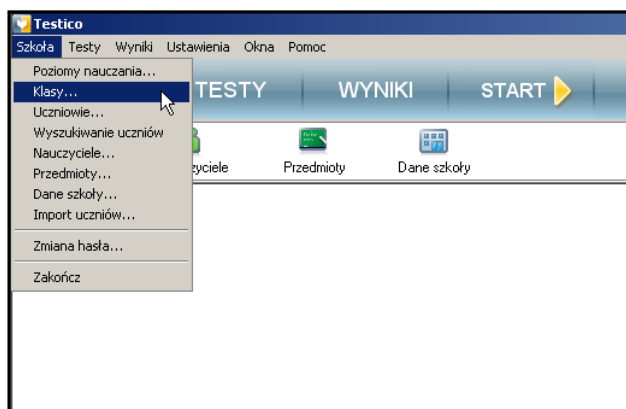 Testico
Szkoła Testy Wyniki Ustawienia Okna Pomoc
Poziomy nauczania...
Klasy...
Uczniowie...
Wyszukiwanie uczniów
Nauczyciele...
Przedmioty...
Dane szkoły...
Import uczniów...
Zmiana hasła...
Zakończ
TESTY WYNIKI START
Przedmioty Dane szkoły